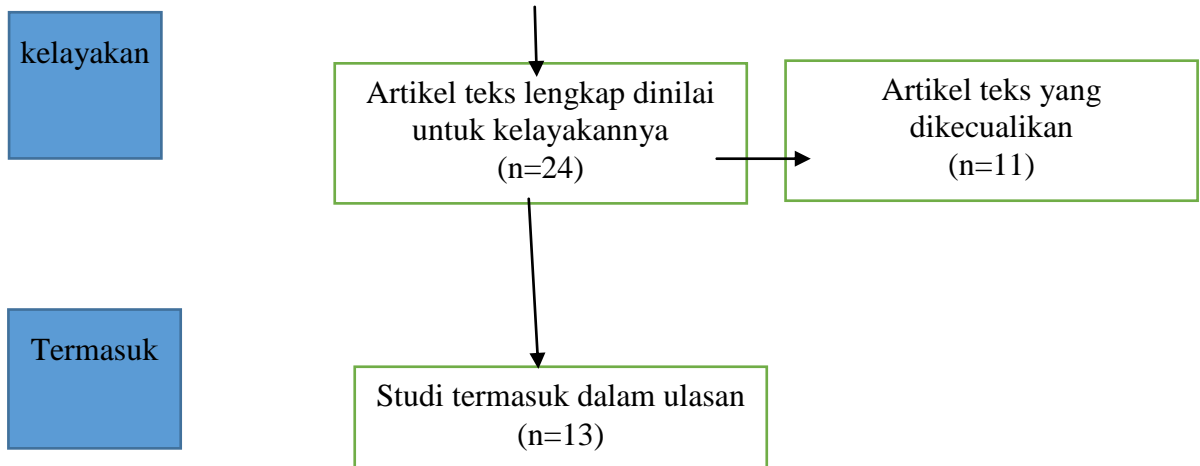 kelayakan
Artikel teks lengkap dinilai
untuk kelayakannya
(n=24)
Artikel teks yang
dikecualikan
(n=11)
Termasuk
Studi termasuk dalam ulasan
(n=13)